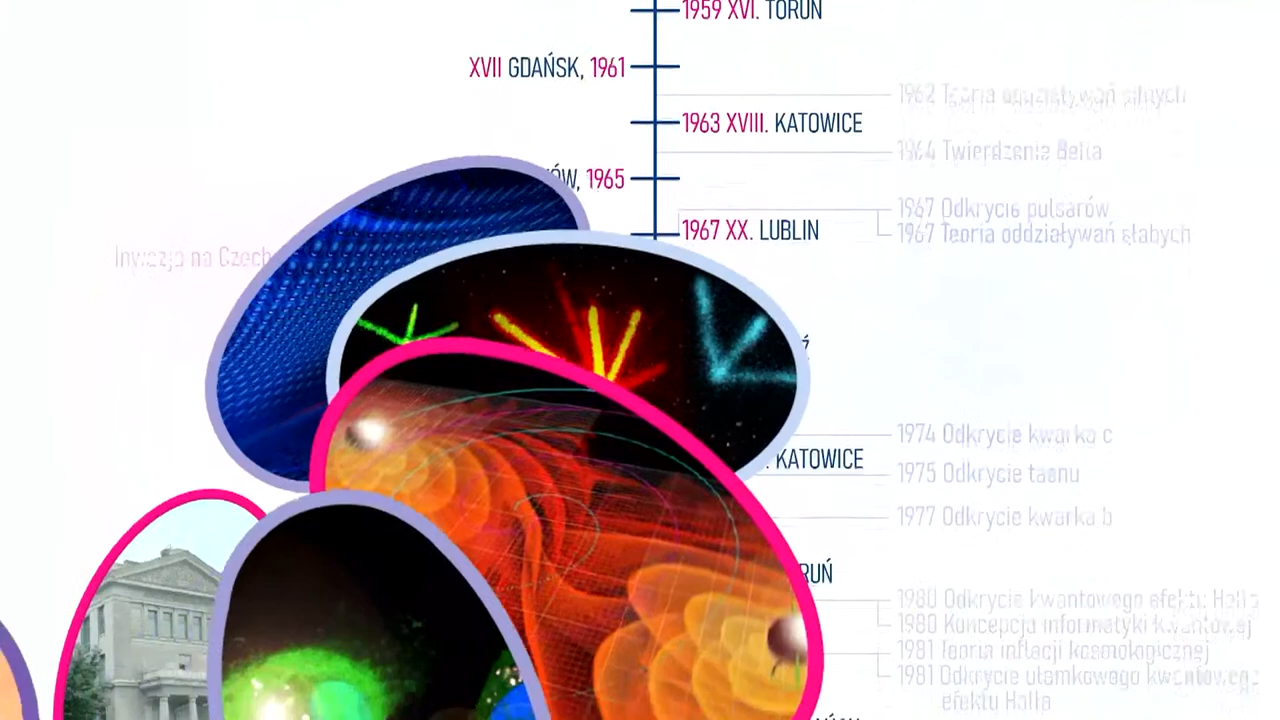 1959 XVI. TORUŃ
XVII GDAŃSK, 1961
1962 Teoria oddziaływań silnych
1963 XVIII. KATOWICE
1964 Twierdzenie Bella
1965
1967 Odkrycie pulsarów
1967 XX. LUBLIN
1967 Teoria oddziaływań słabych
Inwazja na Czech
1974 Odkrycie kwarka c
KATOWICE
1975 Odkrycie taonu
1977 Odkrycie kwarka b
RUŃ
1980 Odkrycie kwantowego efektu Halla
1980 Koncepcja informatyki kwantowej
1981 Teoria inflacji kosmologicznej
1981 Odkrycie ułamkowego kwantowego
efektu Halla